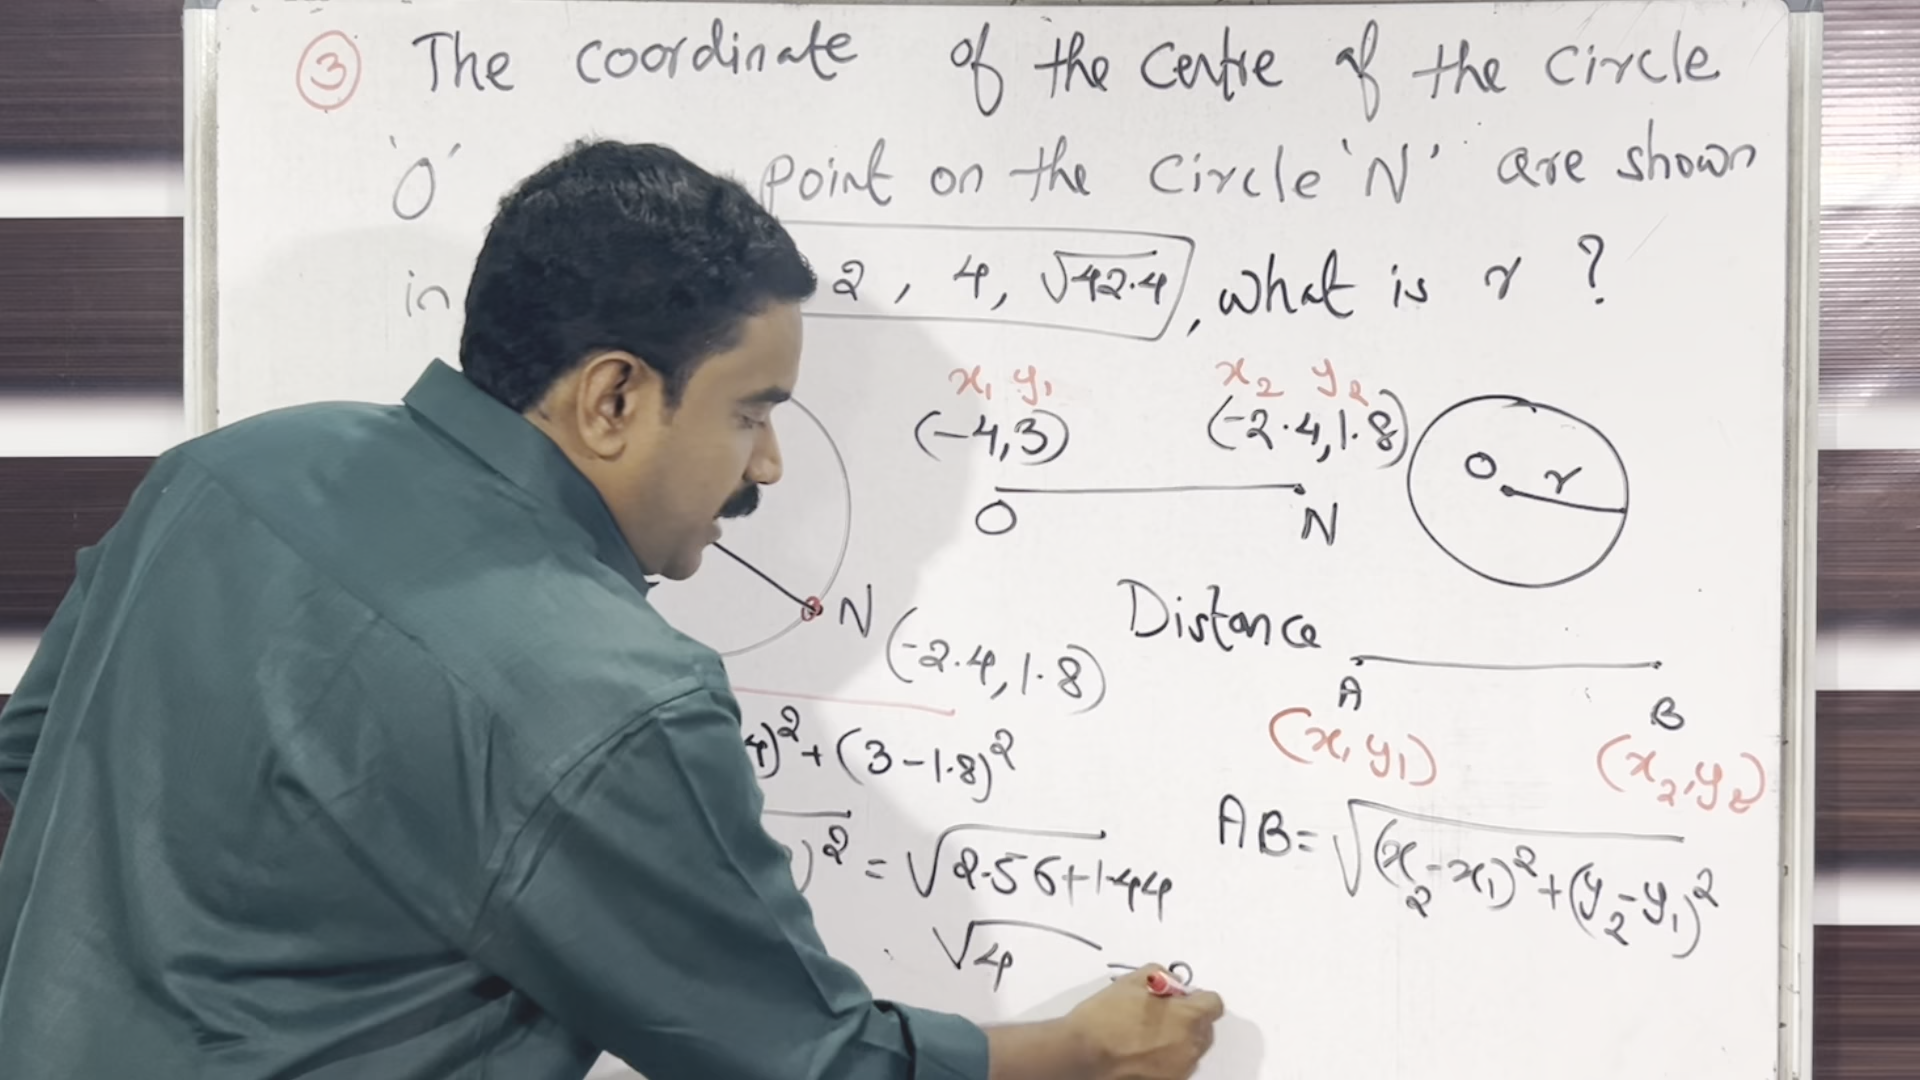 ③ The coordinate of the centre of the circle
'O' point on the circle 'N' are shown
in 2 , 4, √42.4 , what is r ?
x₁ y₁ x₂ y₂
(-4,3) (-2.4,1.8)
O r
O N
N
Distance
(-2.4,1.8)
A B
(x₁ y₁) (x₂,y₂)
4)²+(3-1.8)²
AB=√(x₂-x₁)²+(y₂-y₁)²
)² = √2.56+1.44
√4 = 2